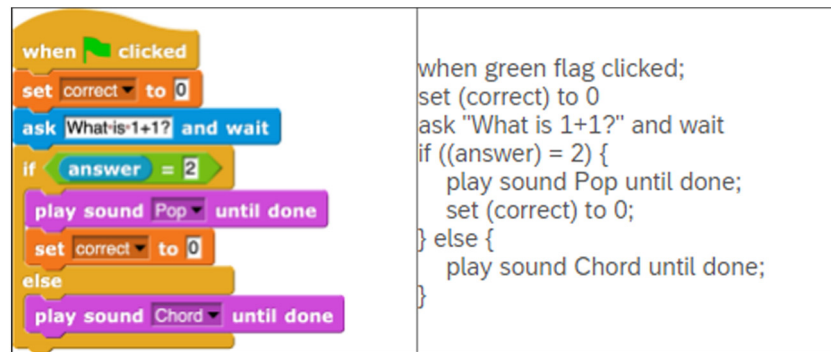 when clicked
set correct to 0
ask What is 1+1? and wait
if answer = 2
play sound Pop until done
set correct to 0
else
play sound Chord until done
when green flag clicked;
set (correct) to 0
ask "What is 1+1?" and wait
if ((answer) = 2) {
play sound Pop until done;
set (correct) to 0;
} else {
play sound Chord until done;
}